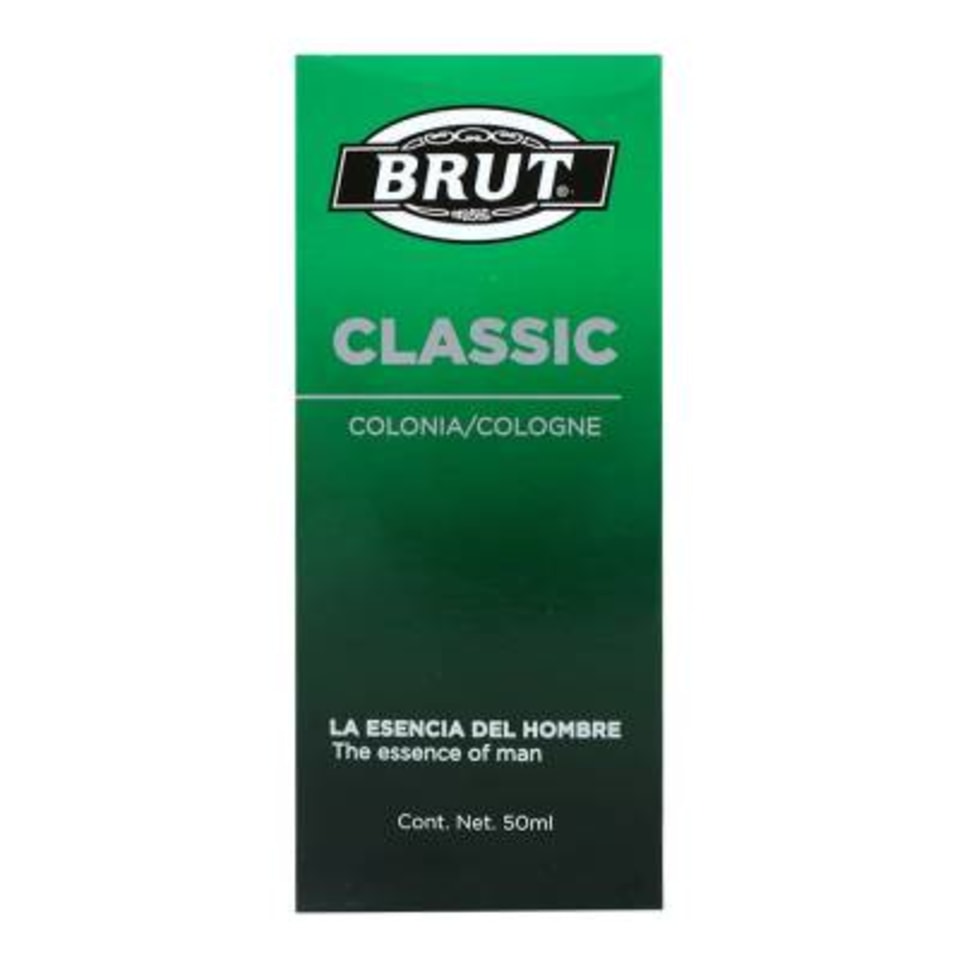 BRUT®
CLASSIC
COLONIA/COLOGNE
LA ESENCIA DEL HOMBRE
The essence of man
Cont. Net. 50ml